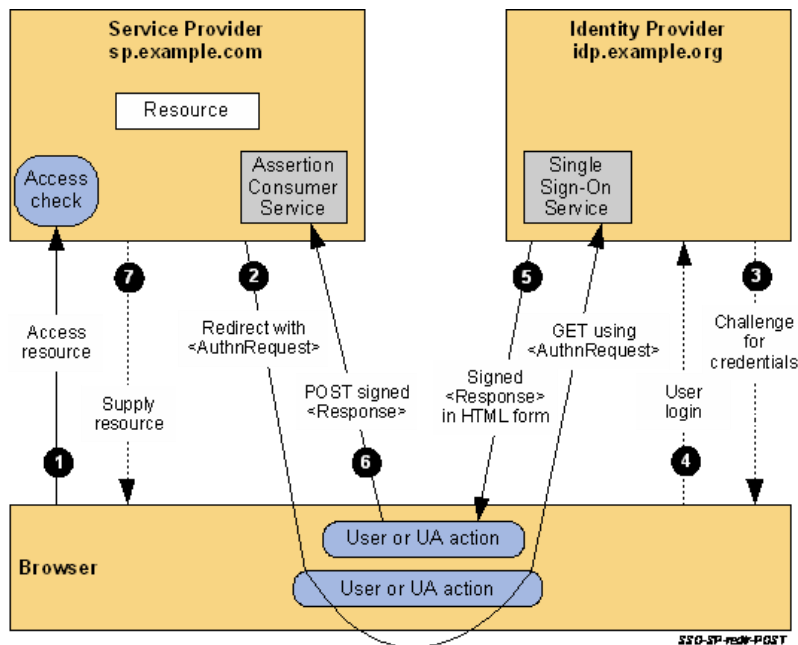 Service Provider
sp.example.com
Identity Provider
idp.example.org
Resource
Access
check
Assertion
Consumer
Service
Single
Sign-On
Service
7
2
5
3
Access
resource
Redirect with
<AuthnRequest>
GET using
<AuthnRequest>
Challenge
for
credentials
Supply
resource
POST signed
<Response>
Signed
<Response>
in HTML form
User
login
1
6
4
User or UA action
Browser
User or UA action
SSO-SP-redir-POST